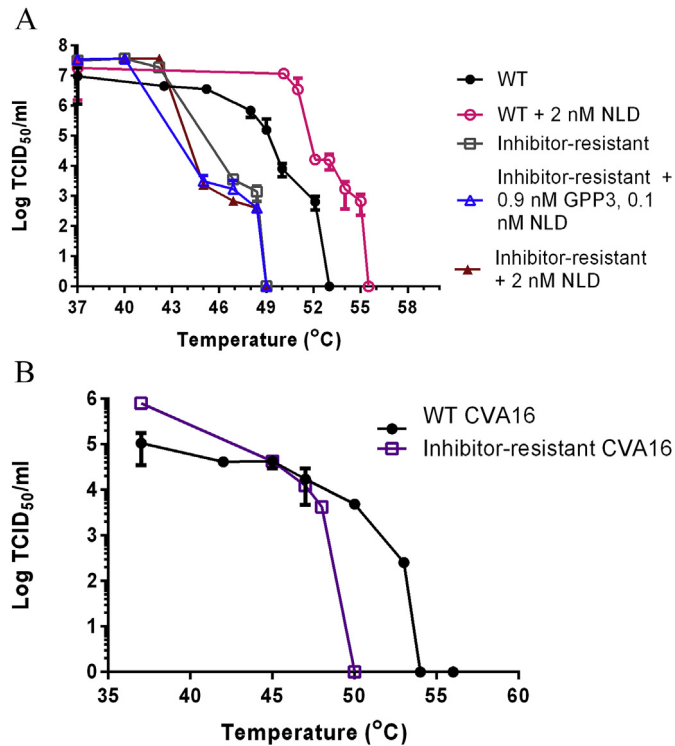 A
Log TCID50/ml
8
7
6
5
4
3
2
1
0
37 40 43 46 49 52 55 58
Temperature (°C)
WT
WT + 2 nM NLD
Inhibitor-resistant
Inhibitor-resistant +
0.9 nM GPP3, 0.1
nM NLD
Inhibitor-resistant
+ 2 nM NLD
B
Log TCID50/ml
6
5
4
3
2
1
0
35 40 45 50 55 60
Temperature (°C)
WT CVA16
Inhibitor-resistant CVA16